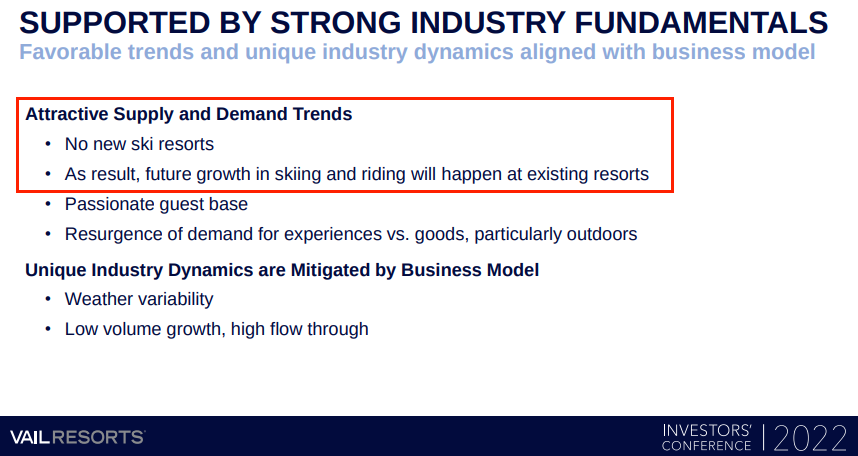 SUPPORTED BY STRONG INDUSTRY FUNDAMENTALS
Favorable trends and unique industry dynamics aligned with business model
Attractive Supply and Demand Trends
• No new ski resorts
• As result, future growth in skiing and riding will happen at existing resorts
• Passionate guest base
• Resurgence of demand for experiences vs. goods, particularly outdoors
Unique Industry Dynamics are Mitigated by Business Model
• Weather variability
• Low volume growth, high flow through
VAILRESORTS
INVESTORS'
CONFERENCE
2022